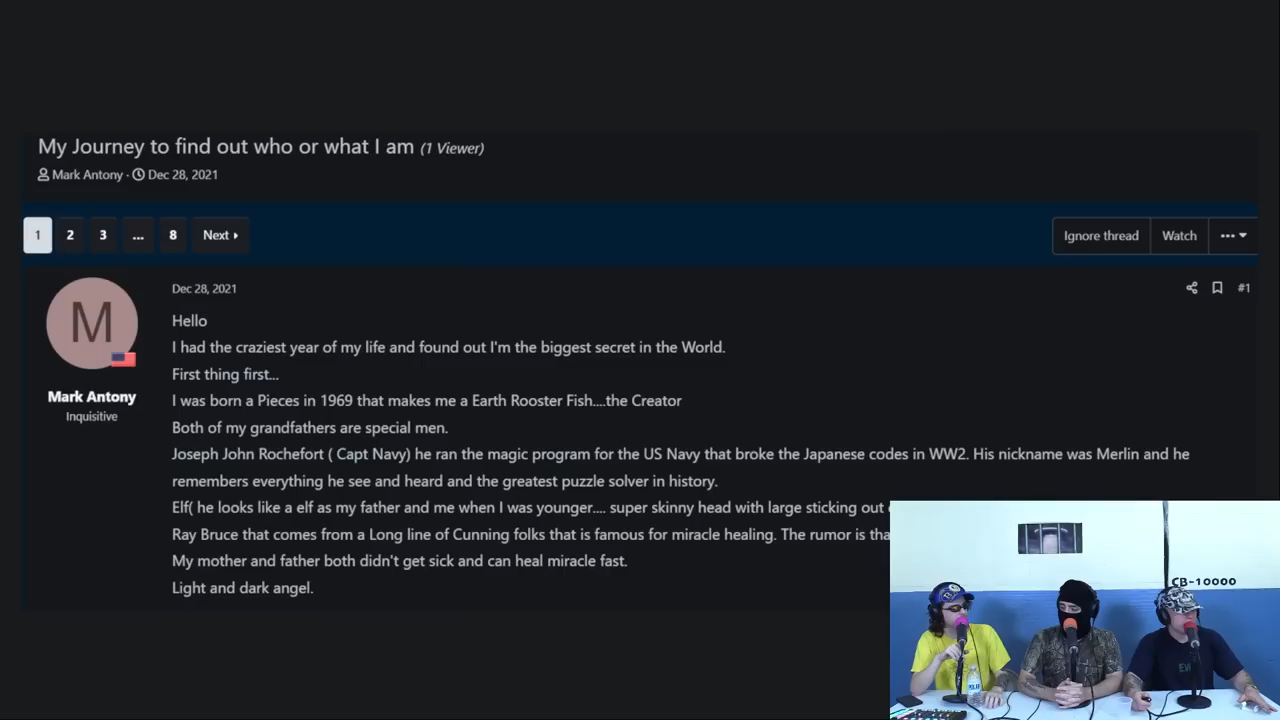 My Journey to find out who or what I am (1 Viewer)
Mark Antony · Dec 28, 2021
1 2 3 ... 8 Next
Ignore thread Watch
M
Dec 28, 2021
#1
Mark Antony
Inquisitive
Hello
I had the craziest year of my life and found out I'm the biggest secret in the World.
First thing first...
I was born a Pieces in 1969 that makes me a Earth Rooster Fish....the Creator
Both of my grandfathers are special men.
Joseph John Rochefort ( Capt Navy) he ran the magic program for the US Navy that broke the Japanese codes in WW2. His nickname was Merlin and he
remembers everything he see and heard and the greatest puzzle solver in history.
Elf( he looks like a elf as my father and me when I was younger.... super skinny head with large sticking out
Ray Bruce that comes from a Long line of Cunning folks that is famous for miracle healing. The rumor is
My mother and father both didn't get sick and can heal miracle fast.
Light and dark angel.
CB-10000